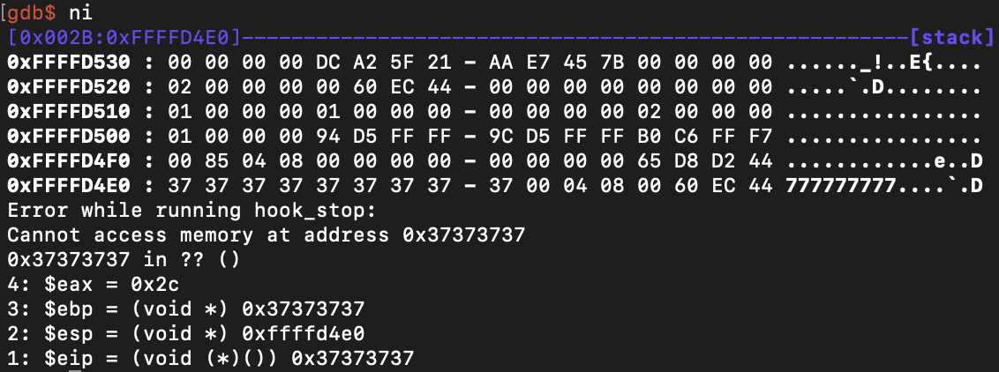 [gdb$ ni
[0x002B:0xFFFFD4E0]------------------------------------------------------[stack]
0xFFFFD530 : 00 00 00 00 DC A2 5F 21 - AA E7 45 7B 00 00 00 00 ......_!..E{....
0xFFFFD520 : 02 00 00 00 60 EC 44 - 00 00 00 00 00 00 00 00 .....`.D........
0xFFFFD510 : 01 00 00 00 01 00 00 00 - 00 00 00 00 02 00 00 00 ................
0xFFFFD500 : 01 00 00 00 94 D5 FF FF - 9C D5 FF FF B0 C6 FF F7 ................
0xFFFFD4F0 : 00 85 04 08 00 00 00 00 - 00 00 00 00 65 D8 D2 44 ............e..D
0xFFFFD4E0 : 37 37 37 37 37 37 37 37 - 37 00 04 08 00 60 EC 44 777777777....`.D
Error while running hook_stop:
Cannot access memory at address 0x37373737
0x37373737 in ?? ()
4: $eax = 0x2c
3: $ebp = (void *) 0x37373737
2: $esp = (void *) 0xffffd4e0
1: $eip = (void (*)()) 0x37373737